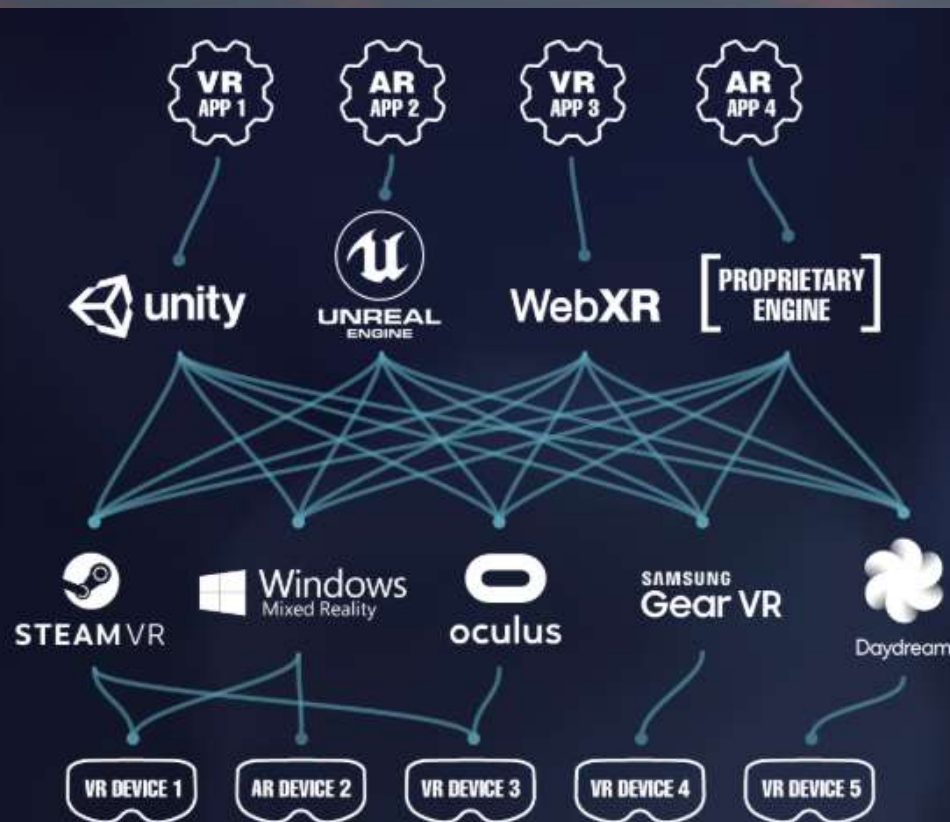 VR
APP 1
AR
APP 2
VR
APP 3
AR
APP 4
unity
UNREAL
ENGINE
WebXR
PROPRIETARY
ENGINE
STEAMVR
Windows
Mixed Reality
oculus
SAMSUNG
Gear VR
Daydream
VR DEVICE 1
AR DEVICE 2
VR DEVICE 3
VR DEVICE 4
VR DEVICE 5